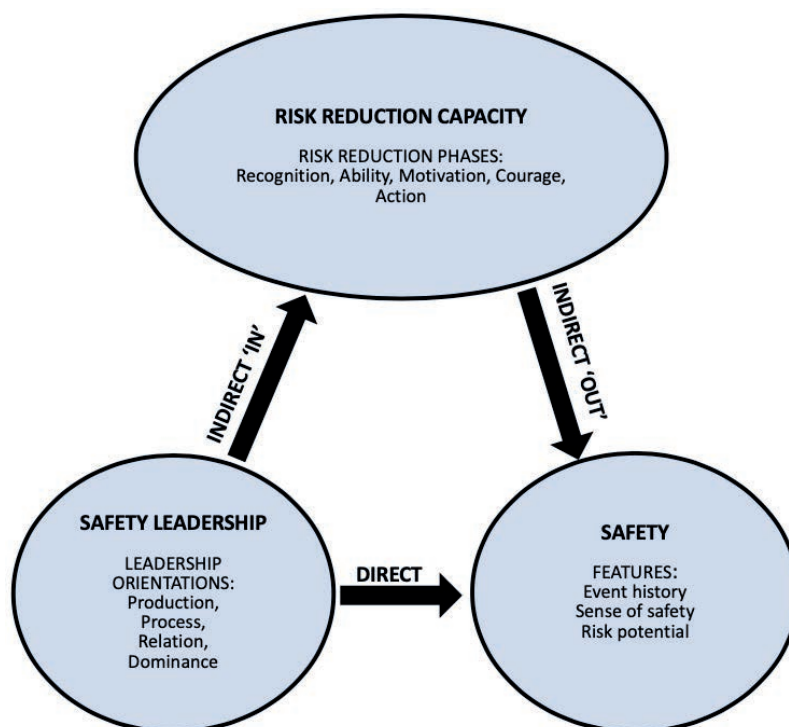 RISK REDUCTION CAPACITY
RISK REDUCTION PHASES:
Recognition, Ability, Motivation, Courage,
Action
INDIRECT ‘IN’
INDIRECT ‘OUT’
SAFETY LEADERSHIP
LEADERSHIP
ORIENTATIONS:
Production,
Process,
Relation,
Dominance
DIRECT
SAFETY
FEATURES:
Event history
Sense of safety
Risk potential